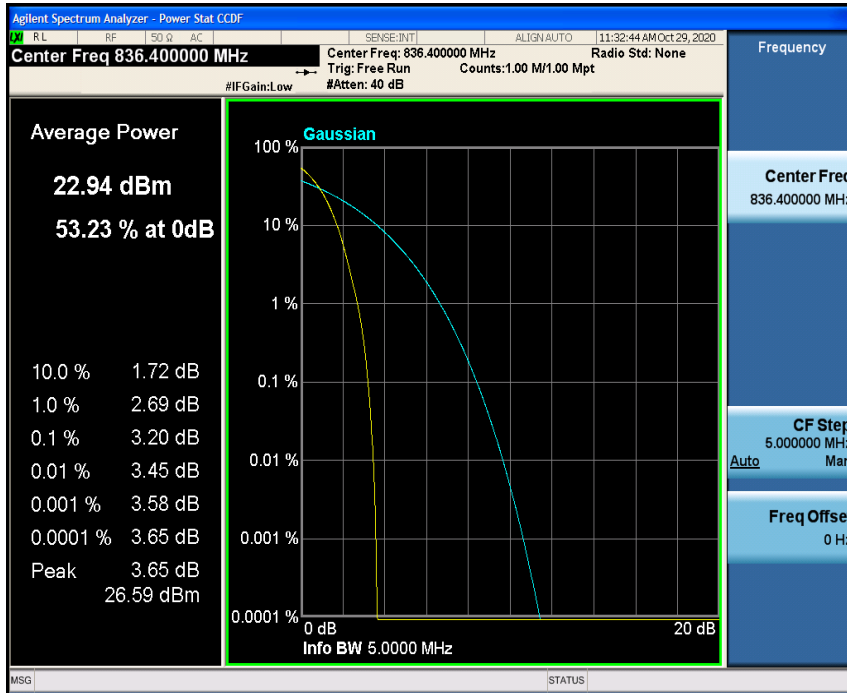 Agilent Spectrum Analyzer - Power Stat CCDF
LXI RL RF 50 Ω AC SENSE:INT ALIGN AUTO 11:32:44 AM Oct 29, 2020
Center Freq 836.400000 MHz
Center Freq: 836.400000 MHz Radio Std: None
Trig: Free Run Counts:1.00 M/1.00 Mpt
#IFGain:Low #Atten: 40 dB
Frequency
Average Power
22.94 dBm
53.23 % at 0dB
10.0 % 1.72 dB
1.0 % 2.69 dB
0.1 % 3.20 dB
0.01 % 3.45 dB
0.001 % 3.58 dB
0.0001 % 3.65 dB
Peak 3.65 dB
26.59 dBm
Gaussian
100 %
10 %
1 %
0.1 %
0.01 %
0.001 %
0.0001 %
0 dB 20 dB
Info BW 5.0000 MHz
Center Freq
836.400000 MHz
CF Step
5.000000 MHz
Auto Man
Freq Offse
0 Hz
MSG STATUS